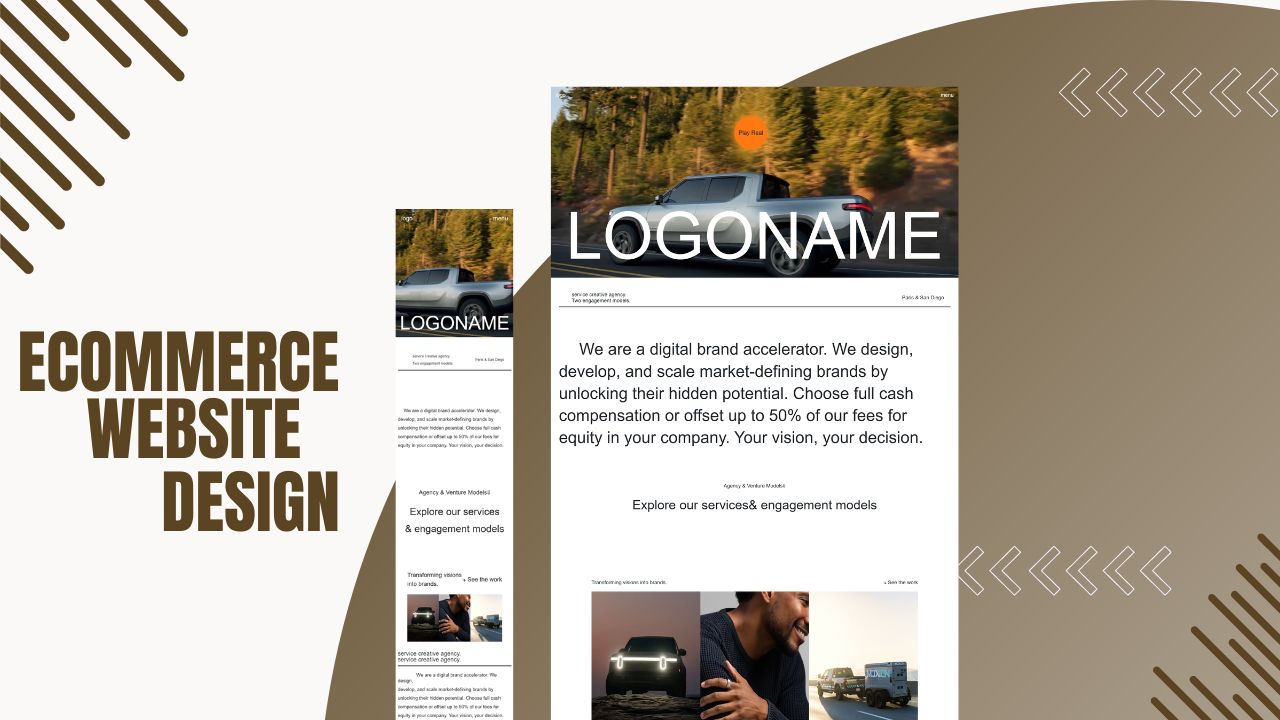 ECOMMERCE
WEBSITE
DESIGN
logo
menu
LOGONAME
service creative agency.
Two engagement models
Paris & San Diego
We are a digital brand accelerator. We design,
develop, and scale market-defining brands by
unlocking their hidden potential. Choose full cash
compensation or offset up to 50% of our fees for
equity in your company. Your vision, your decision.
Agency & Venture Models
Explore our services
& engagement models
Transforming visions
into brands.
See the work
service creative agency.
service creative agency.
We are a digital brand accelerator. We
design,
develop, and scale market-defining brands by
unlocking their hidden potential. Choose full cash
compensation or offset up to 50% of our fees for
equity in your company. Your vision, your decision.
menu
Play Real
LOGONAME
service creative agency.
Two engagement models.
Paris & San Diego
We are a digital brand accelerator. We design,
develop, and scale market-defining brands by
unlocking their hidden potential. Choose full cash
compensation or offset up to 50% of our fees for
equity in your company. Your vision, your decision.
Agency & Venture Models
Explore our services& engagement models
Transforming visions into brands.
See the work